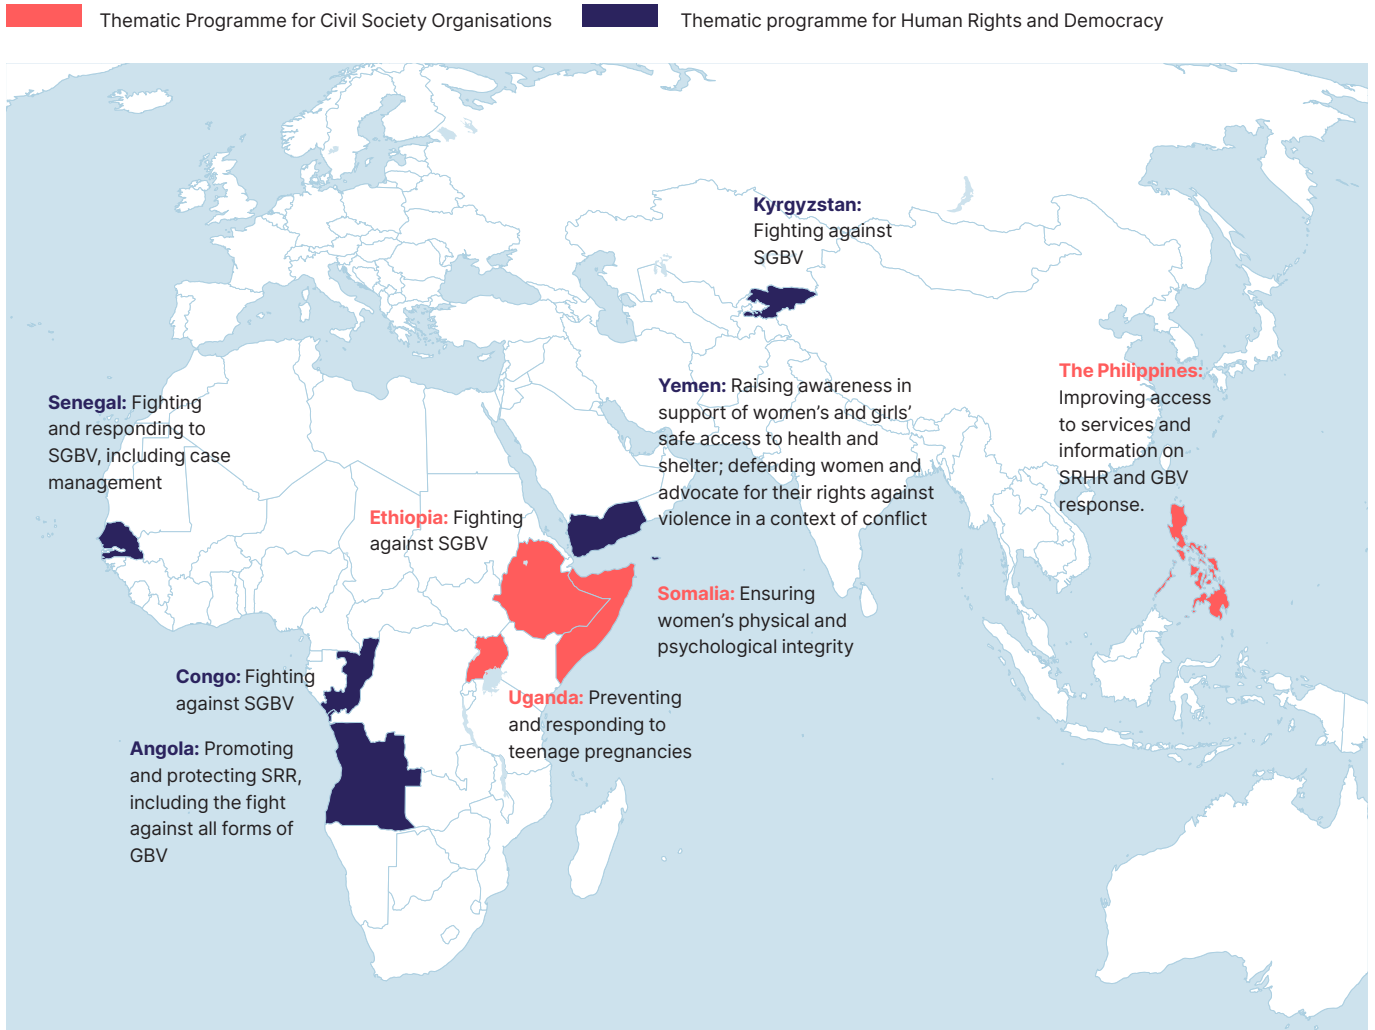 Thematic Programme for Civil Society Organisations
Thematic programme for Human Rights and Democracy
Kyrgyzstan:
Fighting against
SGBV
The Philippines:
Improving access
to services and
information on
SRHR and GBV
response.
Yemen: Raising awareness in
support of women’s and girls’
safe access to health and
shelter; defending women and
advocate for their rights against
violence in a context of conflict
Senegal: Fighting
and responding to
SGBV, including case
management
Ethiopia: Fighting
against SGBV
Somalia: Ensuring
women’s physical and
psychological integrity
Congo: Fighting
against SGBV
Uganda: Preventing
and responding to
teenage pregnancies
Angola: Promoting
and protecting SRR,
including the fight
against all forms of
GBV